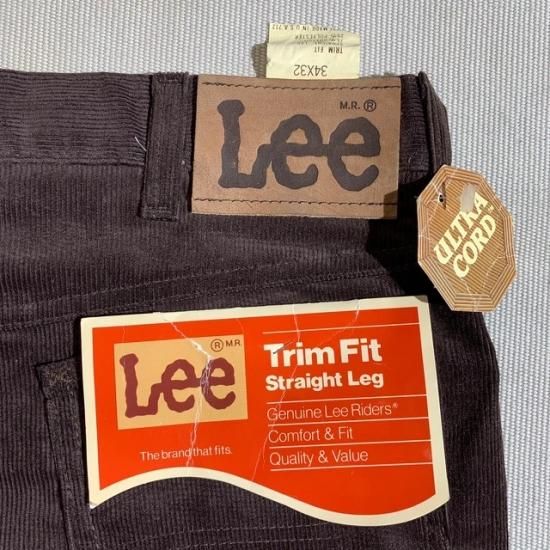 34X32
TRIM FIT
M.R. ®
Lee
ULTRA
CORD™
® M.R.
Lee
The brand that fits.
Trim Fit
Straight Leg
Genuine Lee Riders®
Comfort & Fit
Quality & Value